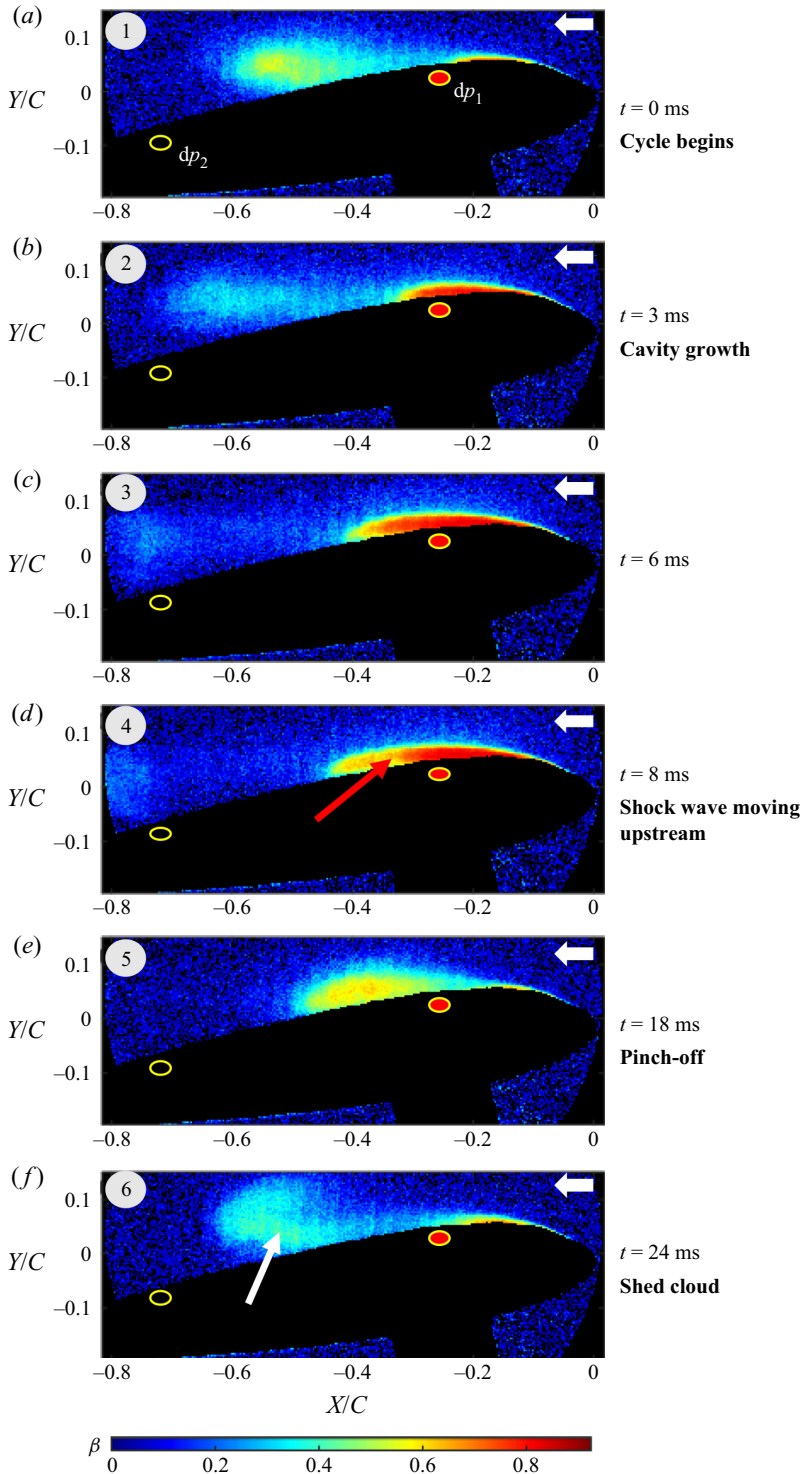 (a)
1
0.1
Y/C
0
–0.1
dp1
dp2
t = 0 ms
Cycle begins
–0.8 –0.6 –0.4 –0.2 0
(b)
2
0.1
Y/C
0
–0.1
t = 3 ms
Cavity growth
–0.8 –0.6 –0.4 –0.2 0
(c)
3
0.1
Y/C
0
–0.1
t = 6 ms
–0.8 –0.6 –0.4 –0.2 0
(d)
4
0.1
Y/C
0
–0.1
t = 8 ms
Shock wave moving
upstream
–0.8 –0.6 –0.4 –0.2 0
(e)
5
0.1
Y/C
0
–0.1
t = 18 ms
Pinch-off
–0.8 –0.6 –0.4 –0.2 0
(f)
6
0.1
Y/C
0
–0.1
t = 24 ms
Shed cloud
–0.8 –0.6 –0.4 –0.2 0
X/C
β
0 0.2 0.4 0.6 0.8